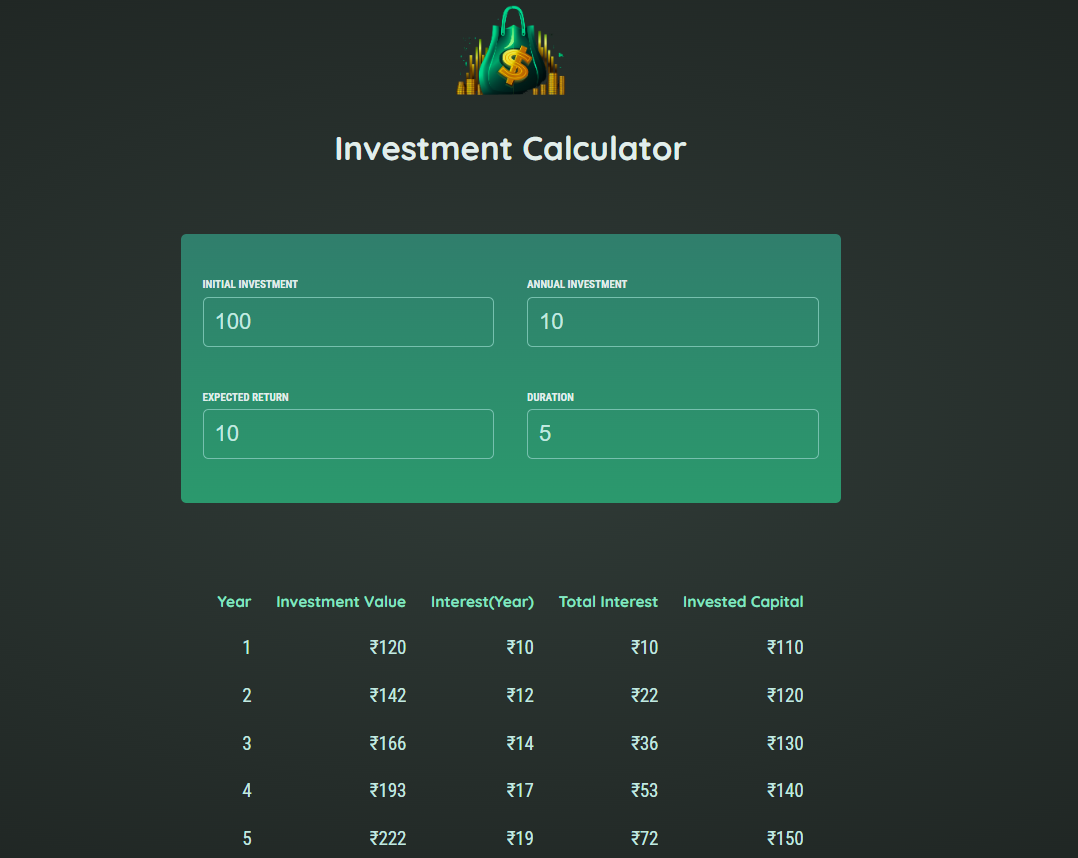 $
Investment Calculator
INITIAL INVESTMENT ANNUAL INVESTMENT
100 10
EXPECTED RETURN DURATION
10 5
Year Investment Value Interest(Year) Total Interest Invested Capital
1 ₹120 ₹10 ₹10 ₹110
2 ₹142 ₹12 ₹22 ₹120
3 ₹166 ₹14 ₹36 ₹130
4 ₹193 ₹17 ₹53 ₹140
5 ₹222 ₹19 ₹72 ₹150